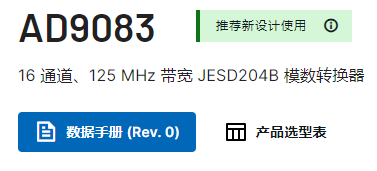 AD9083
推荐新设计使用
16 通道、125 MHz 带宽 JESD204B 模数转换器
数据手册 (Rev. 0)
产品选型表